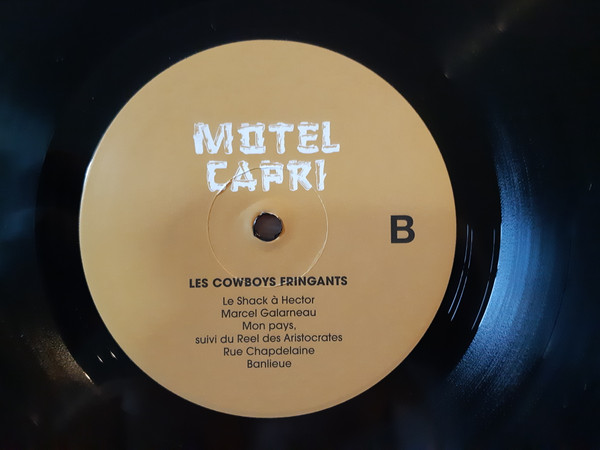 MOTEL
CAPRI
B
LES COWBOYS FRINGANTS
Le Shack à Hector
Marcel Galarneau
Mon pays,
suivi du Reel des Aristocrates
Rue Chapdelaine
Banlieue